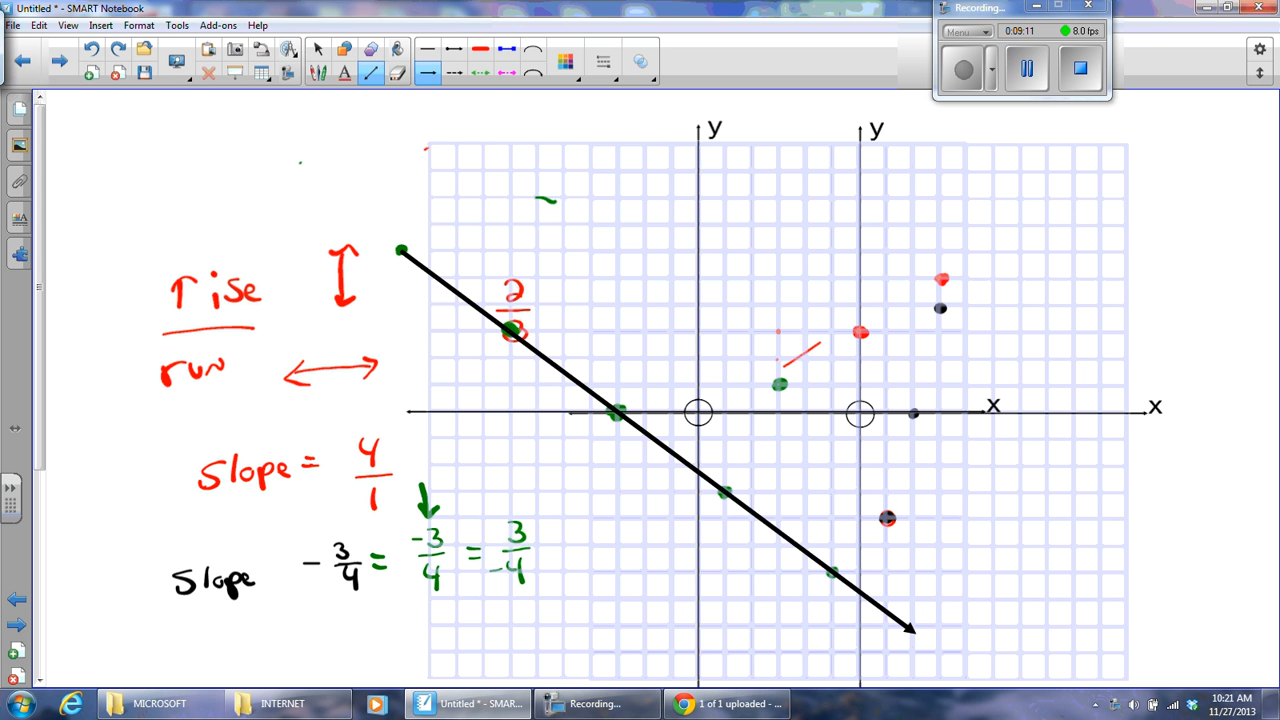 Untitled * - SMART Notebook
File Edit View Insert Format Tools Add-ons Help
Recording...
Menu 0:09:11 8.0 fps
y y
rise
run
2
3
x
x
slope = 4
1
slope - 3/4 = -3/4 = 3/-4
MICROSOFT INTERNET Untitled * - SMAR... Recording... 1 of 1 uploaded - ... 10:21 AM
11/27/2013